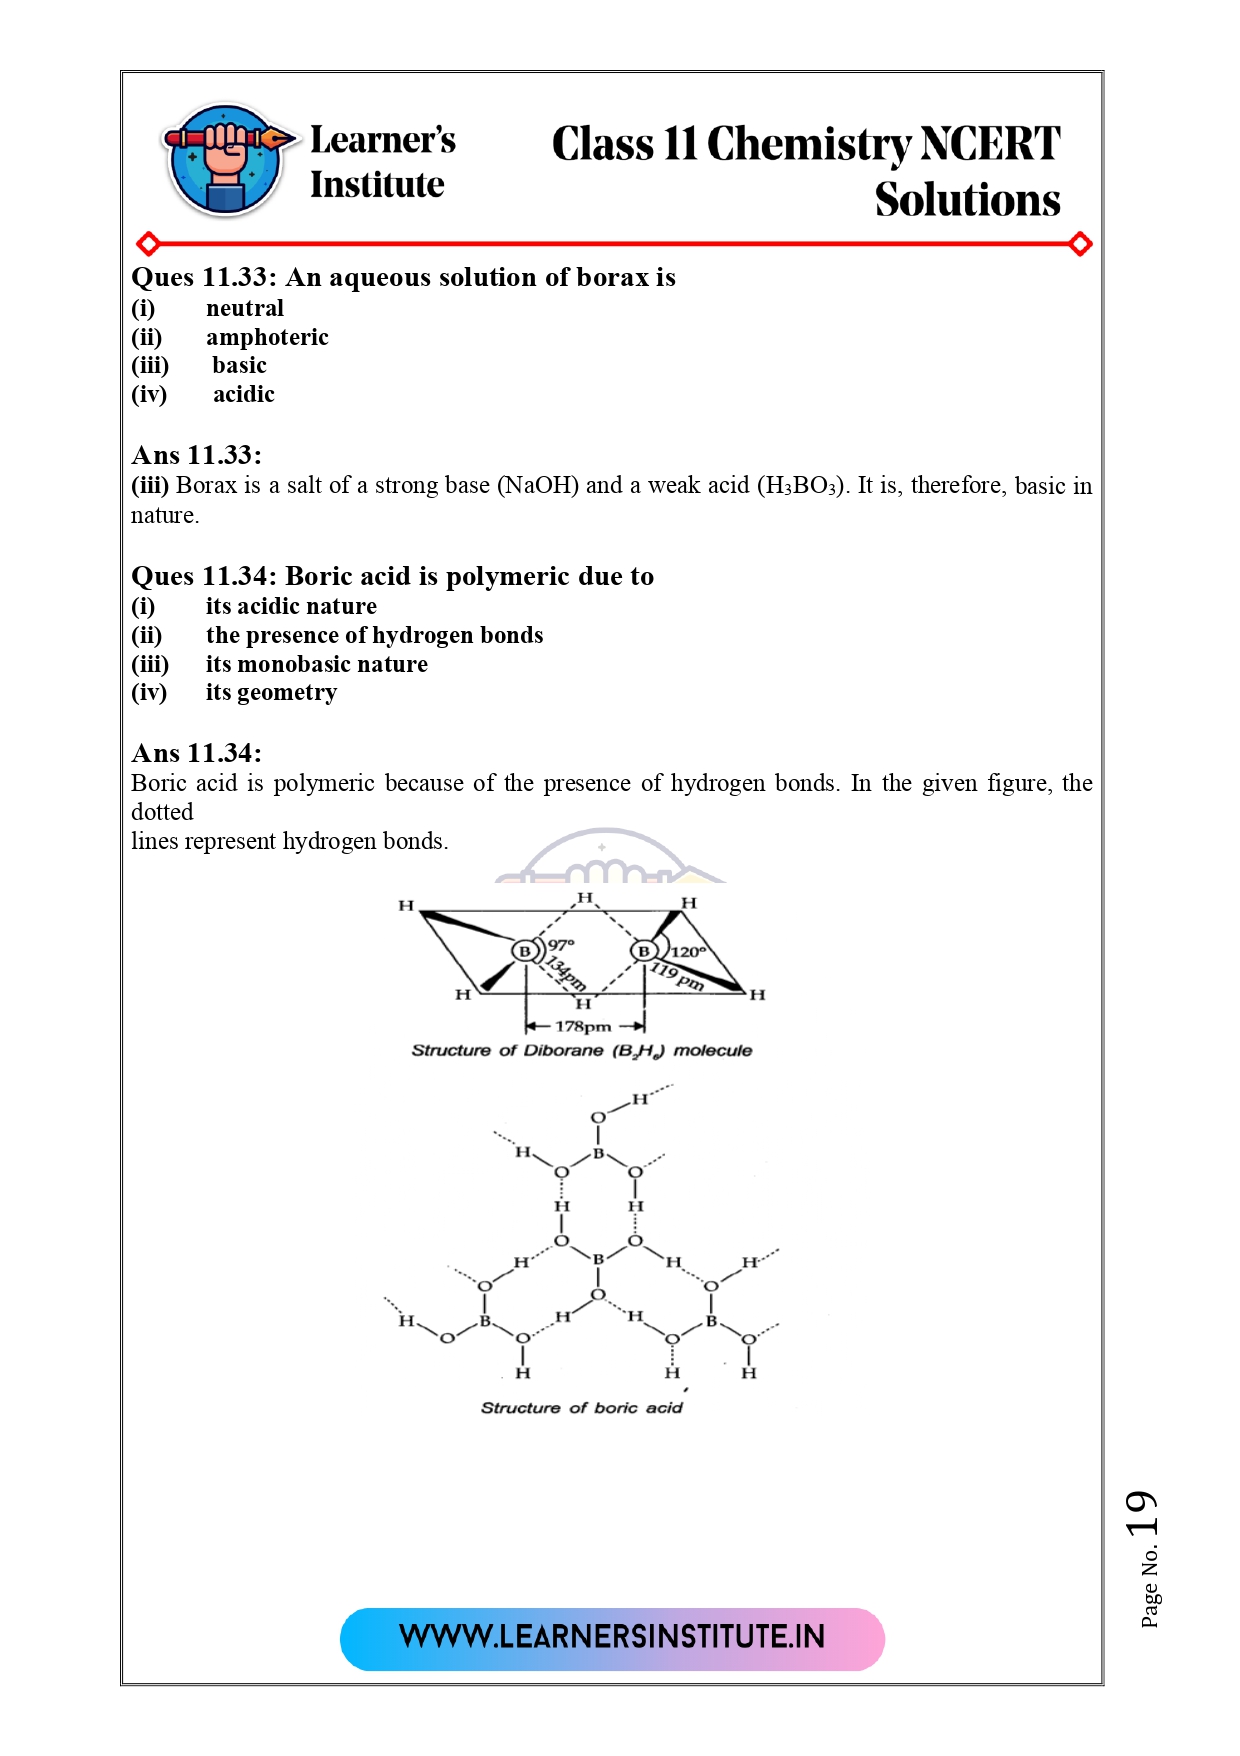 Learner's
Institute
Class 11 Chemistry NCERT
Solutions
Ques 11.33: An aqueous solution of borax is
(i) neutral
(ii) amphoteric
(iii) basic
(iv) acidic
Ans 11.33:
(iii) Borax is a salt of a strong base (NaOH) and a weak acid (H₃BO₃). It is, therefore, basic in
nature.
Ques 11.34: Boric acid is polymeric due to
(i) its acidic nature
(ii) the presence of hydrogen bonds
(iii) its monobasic nature
(iv) its geometry
Ans 11.34:
Boric acid is polymeric because of the presence of hydrogen bonds. In the given figure, the
dotted
lines represent hydrogen bonds.
H H H
B 97° B 120°
134pm 119 pm
H H H
178pm
Structure of Diborane (B₂H₆) molecule
H
O
H B
O O
H H
O O
H B H H
O O O
H B H H B
O O O O
H H H
Structure of boric acid
Page No. 19
WWW.LEARNERSINSTITUTE.IN